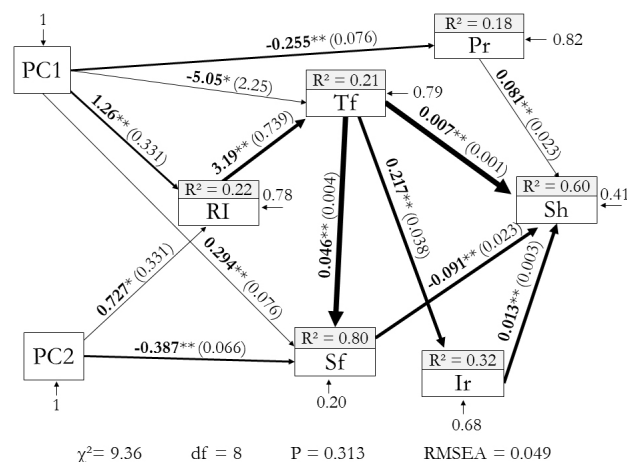 1
PC1
-0.255** (0.076)
R² = 0.18
Pr
0.82
-5.05* (2.25)
R² = 0.21
Tf
0.79
0.081** (0.023)
1.26** (0.331)
3.19** (0.739)
0.007** (0.001)
R² = 0.22
RI
0.78
R² = 0.60
Sh
0.41
0.217** (0.038)
0.046** (0.004)
0.294** (0.076)
-0.091** (0.023)
0.727* (0.331)
0.013** (0.003)
PC2
1
-0.387** (0.066)
R² = 0.80
Sf
0.20
R² = 0.32
Ir
0.68
χ²= 9.36 df = 8 P = 0.313 RMSEA = 0.049